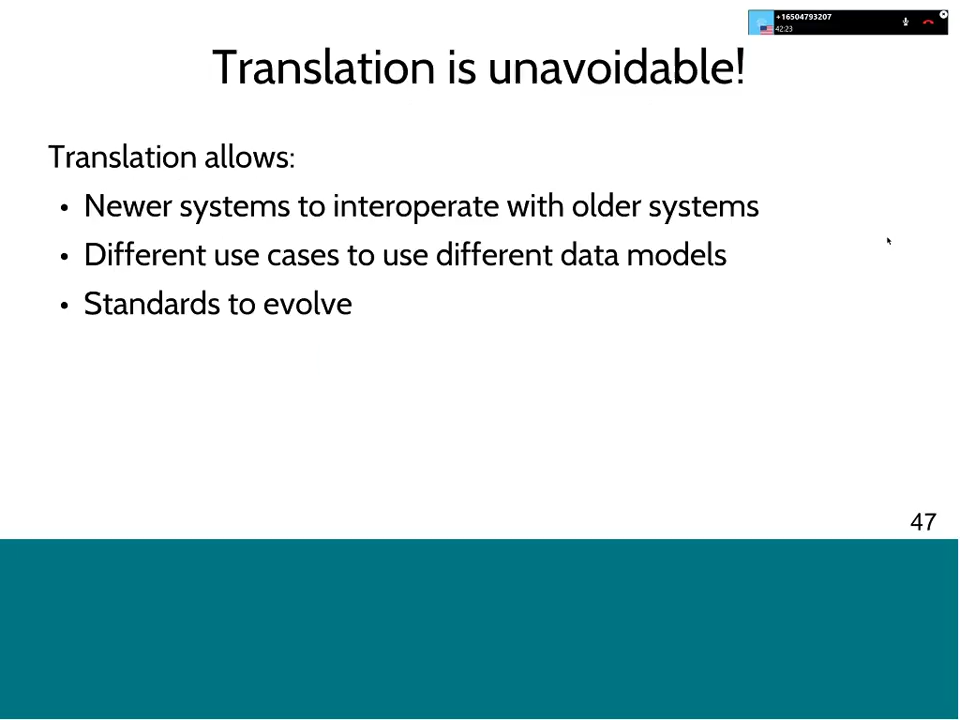 +16504793207
42:23
Translation is unavoidable!
Translation allows:
• Newer systems to interoperate with older systems
• Different use cases to use different data models
• Standards to evolve
47